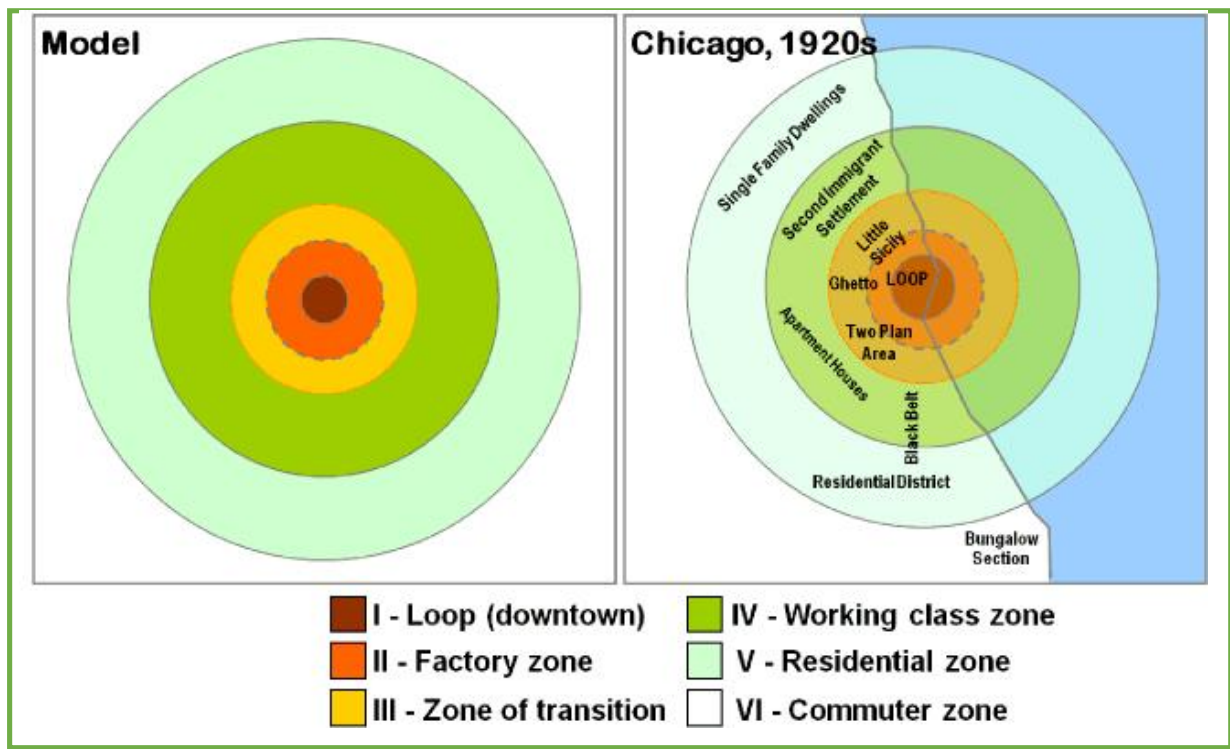 Model
Chicago, 1920s
Single Family Dwellings
Second Immigrant
Settlement
Little
Sicily
Ghetto
LOOP
Two Plan
Area
Apartment Houses
Black Belt
Residential District
Bungalow
Section
I - Loop (downtown)
II - Factory zone
III - Zone of transition
IV - Working class zone
V - Residential zone
VI - Commuter zone